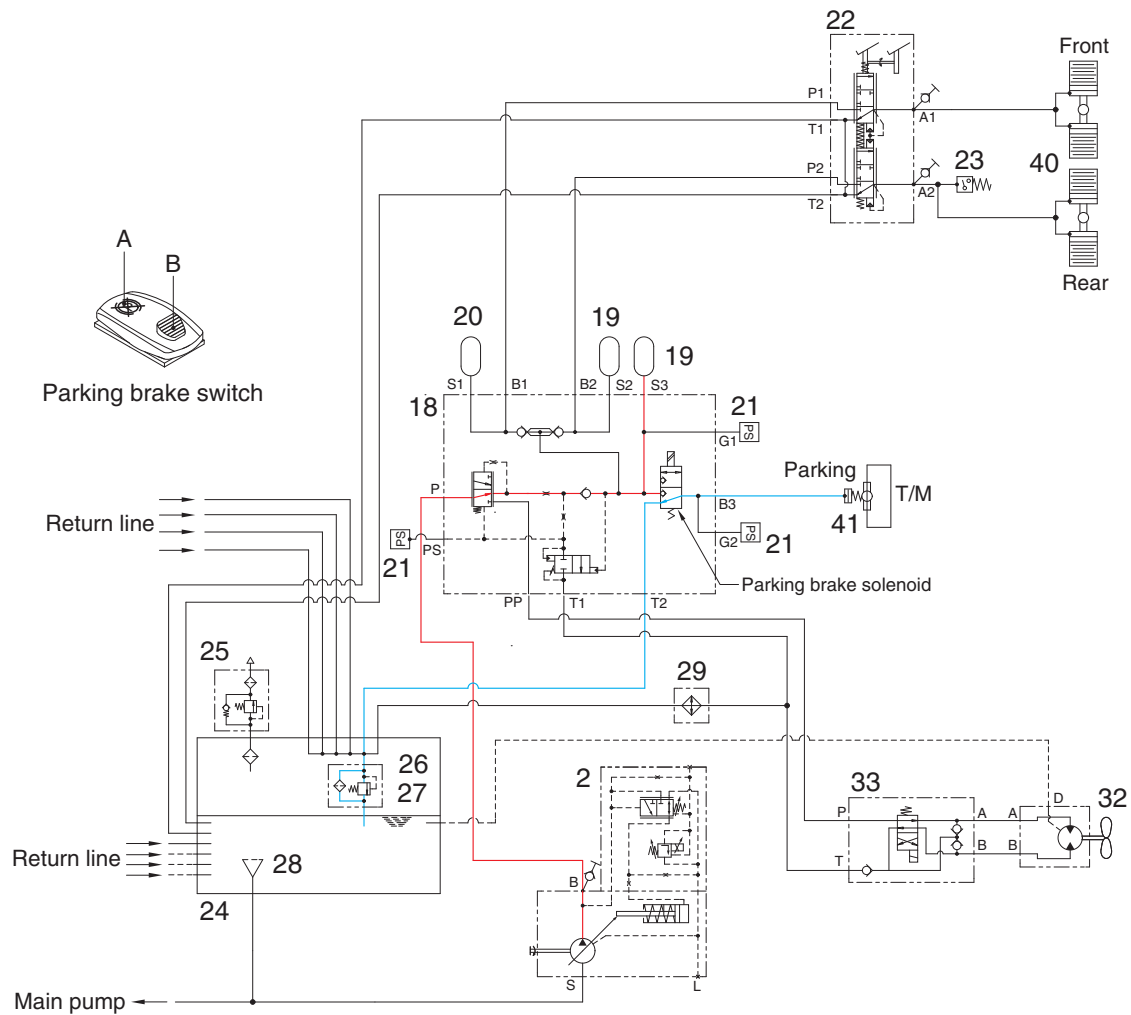 22
Front
P1
T1
A1
P2
T2
A2
23
40
Rear
A
B
Parking brake switch
20
19
19
S1
B1
B2
S2
S3
18
21
G1
PS
P
Parking
T/M
B3
41
Return line
PS
21
PS
G2
PS
21
Parking brake solenoid
PP
T1
T2
25
29
26
27
2
33
D
32
P
A
A
T
B
B
Return line
28
24
B
S
L
Main pump